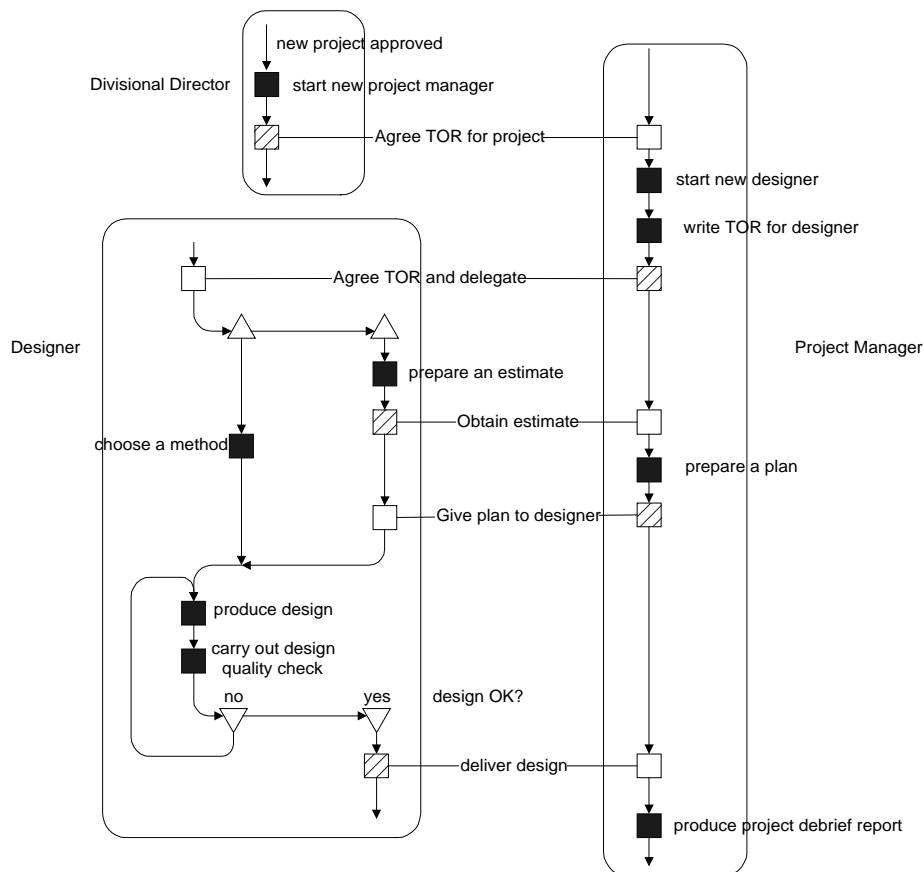 new project approved
Divisional Director
start new project manager
Agree TOR for project
start new designer
write TOR for designer
Agree TOR and delegate
Designer
Project Manager
prepare an estimate
Obtain estimate
choose a method
prepare a plan
Give plan to designer
produce design
carry out design
quality check
no
yes
design OK?
deliver design
produce project debrief report